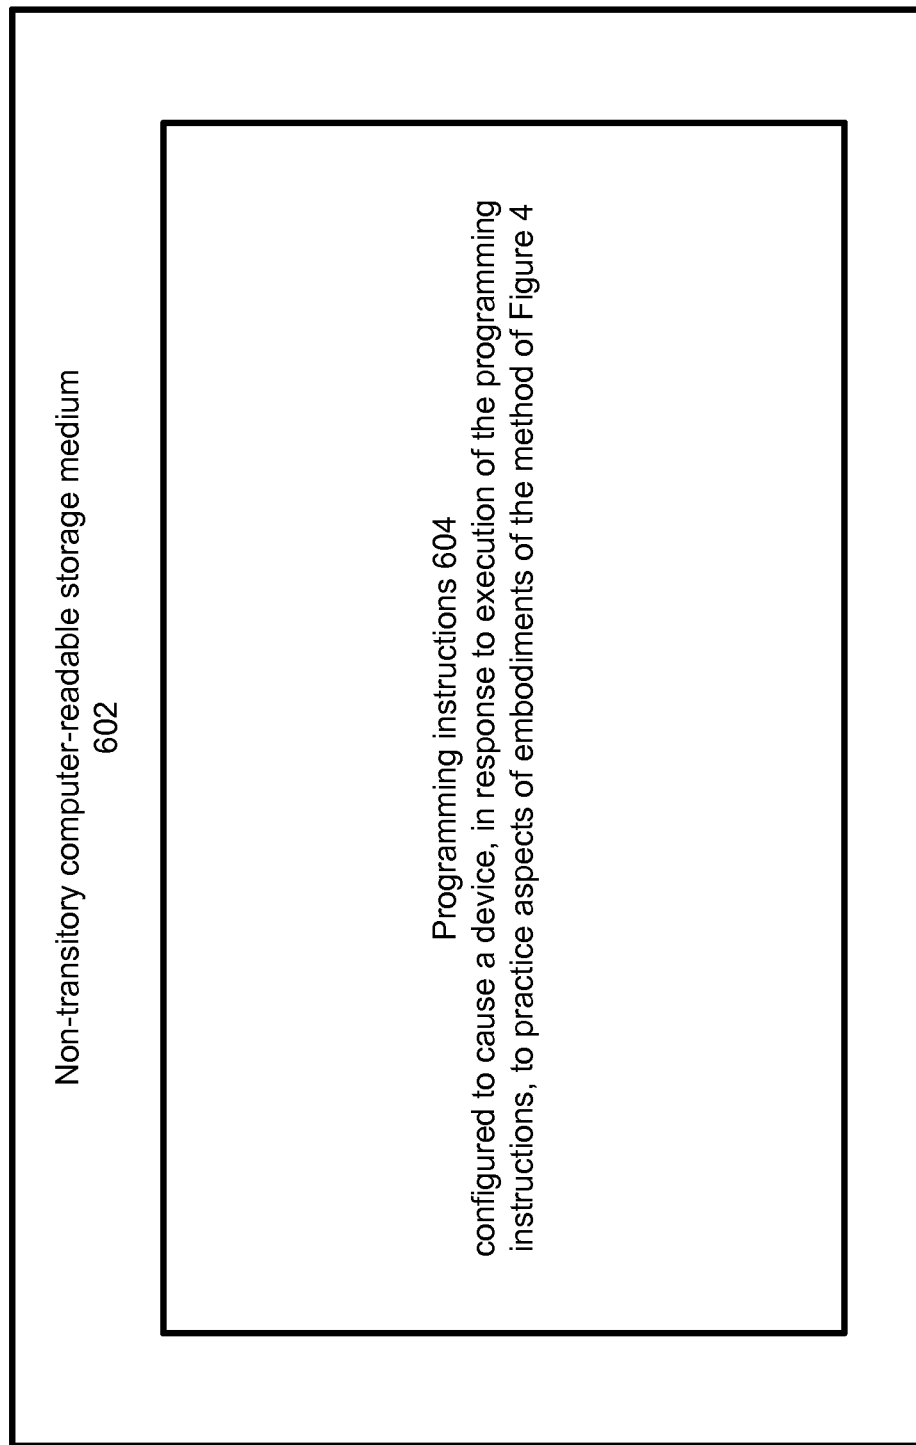 Non-transitory computer-readable storage medium
602
Programming instructions 604
configured to cause a device, in response to execution of the programming
instructions, to practice aspects of embodiments of the method of Figure 4